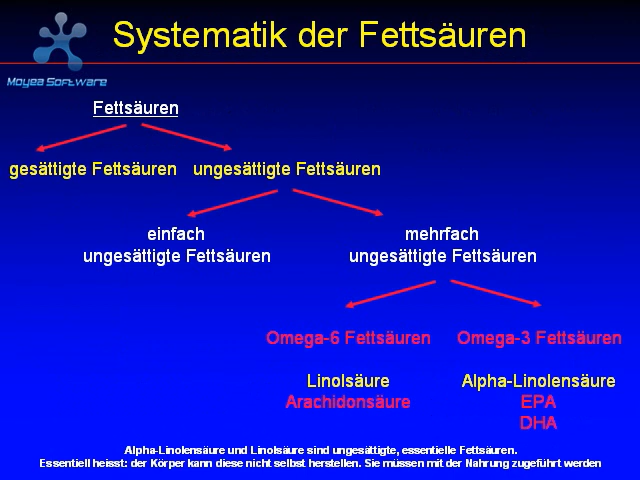 Systematik der Fettsäuren
Moyea Software
Fettsäuren
gesättigte Fettsäuren ungesättigte Fettsäuren
einfach
ungesättigte Fettsäuren
mehrfach
ungesättigte Fettsäuren
Omega-6 Fettsäuren
Linolsäure
Arachidonsäure
Omega-3 Fettsäuren
Alpha-Linolensäure
EPA
DHA
Alpha-Linolensäure und Linolsäure sind ungesättigte, essentielle Fettsäuren.
Essentiell heisst: der Körper kann diese nicht selbst herstellen. Sie müssen mit der Nahrung zugeführt werden